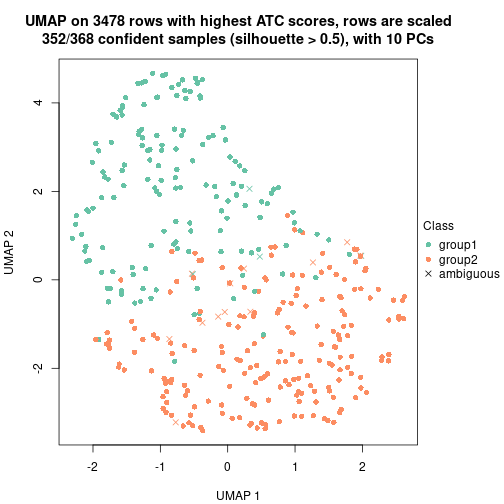 UMAP on 3478 rows with highest ATC scores, rows are scaled
352/368 confident samples (silhouette > 0.5), with 10 PCs
4
2
0
-2
UMAP 2
-2
-1
0
1
2
UMAP 1
Class
group1
group2
ambiguous